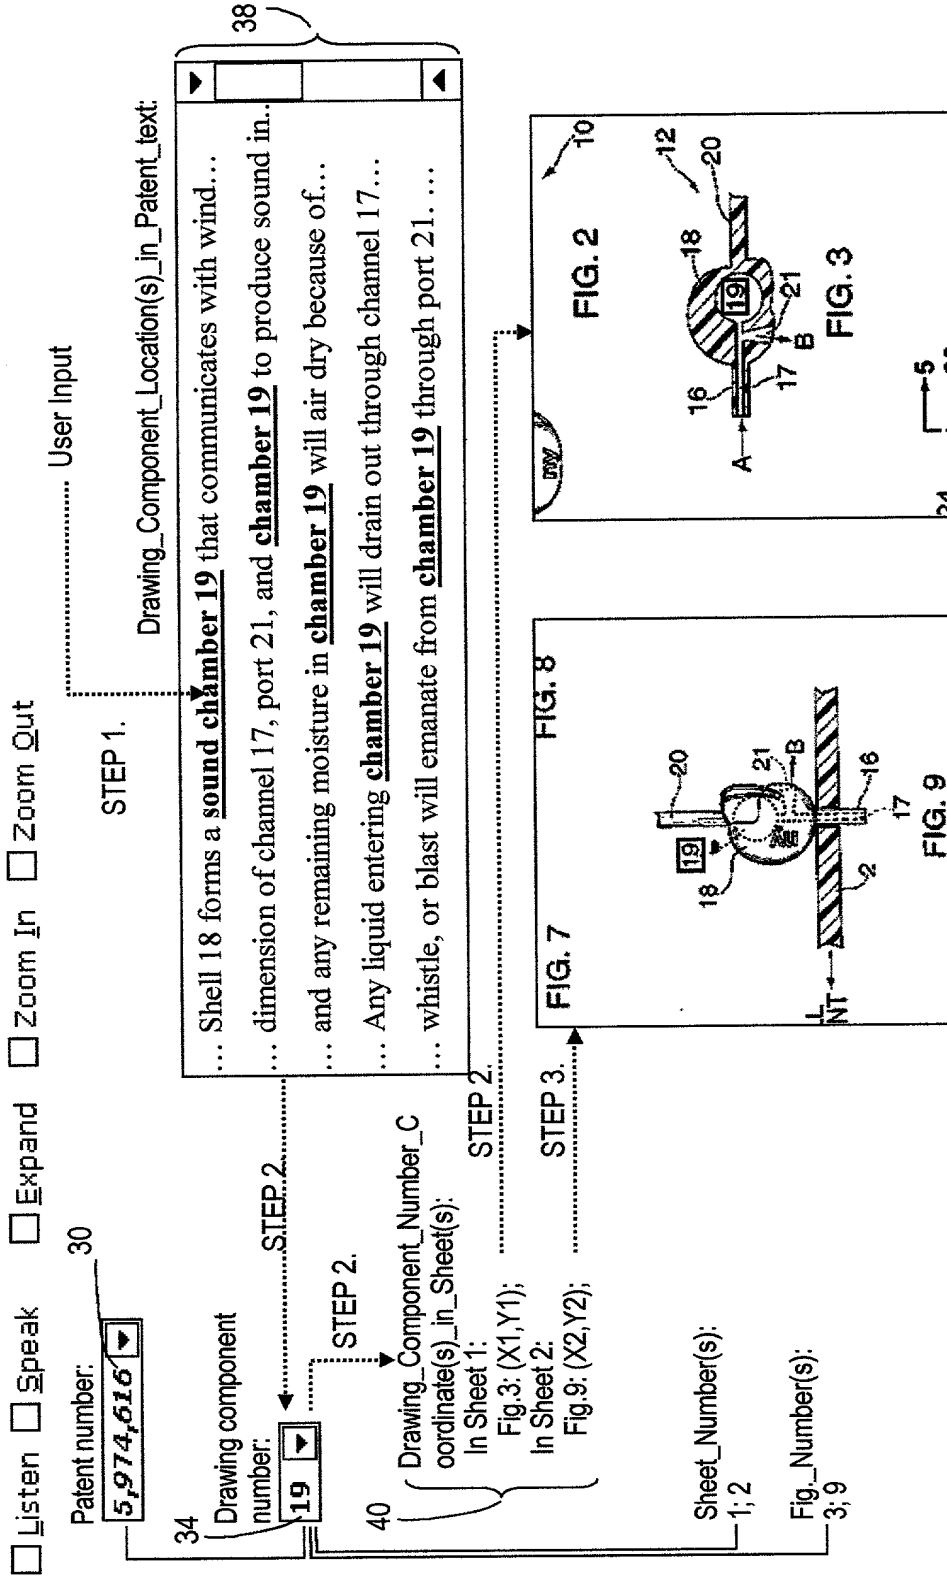 Listen Speak Expand Zoom In Zoom Out
Patent number:
5,974,616
30
Drawing component
number:
19
34
STEP 1.
User Input
Drawing_Component_Location(s)_in_Patent_text:
38
... Shell 18 forms a sound chamber 19 that communicates with wind...
... dimension of channel 17, port 21, and chamber 19 to produce sound in..
... and any remaining moisture in chamber 19 will air dry because of...
... Any liquid entering chamber 19 will drain out through channel 17...
... whistle, or blast will emanate from chamber 19 through port 21. ...
STEP 2.
STEP 2.
Drawing_Component_Number_C
oordinate(s)_in_Sheet(s):
In Sheet 1:
Fig.3: (X1,Y1);
In Sheet 2:
Fig.9: (X2,Y2);
40
STEP 2.
STEP 3.
Sheet_Number(s):
1; 2
Fig._Number(s):
3; 9
FIG. 7
FIG. 8
20
19
18
21
B
16
17
2
L
NT
FIG. 9
FIG. 2
10
12
20
18
19
16
17
21
A
B
FIG. 3
5